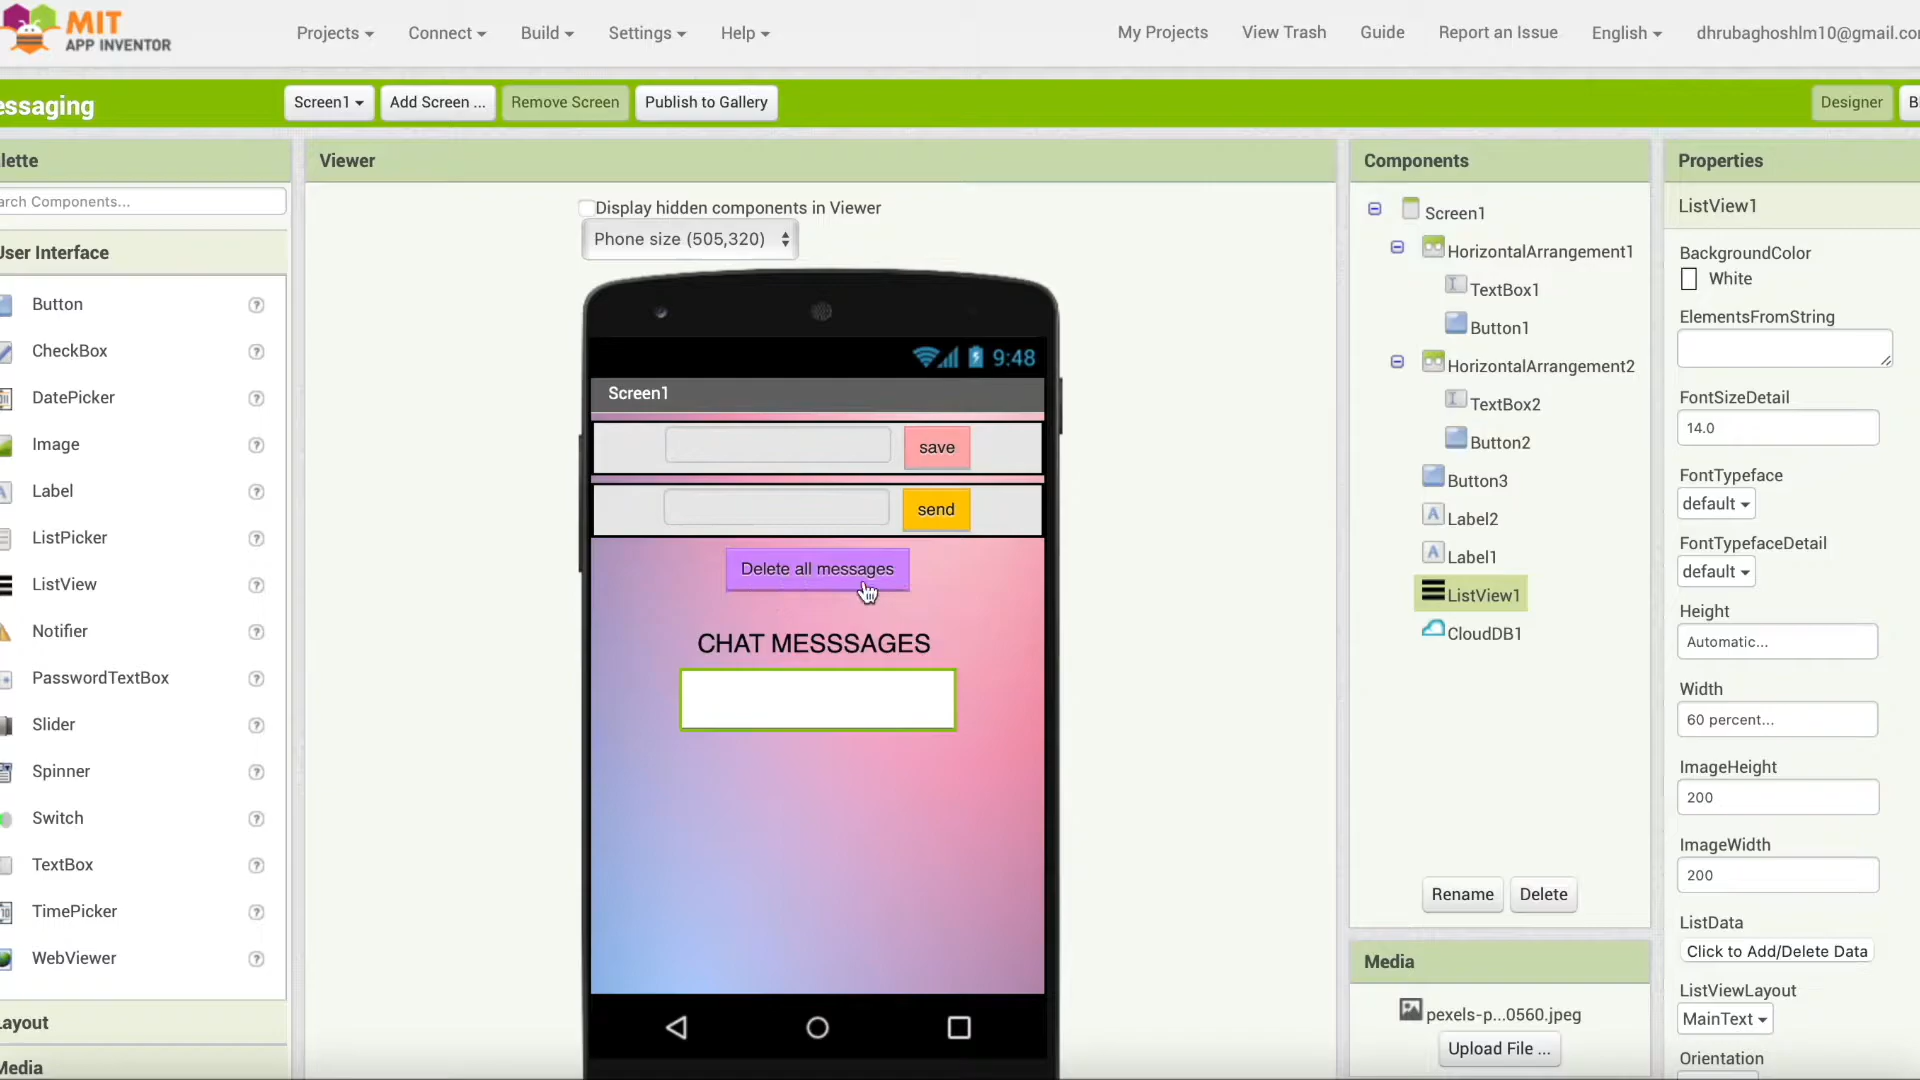 MIT
APP INVENTOR
Projects
Connect
Build
Settings
Help
My Projects
View Trash
Guide
Report an Issue
English
dhrubaghoshlm10@gmail.co
essaging
Screen1
Add Screen ...
Remove Screen
Publish to Gallery
Designer
B
lette
Viewer
Components
Properties
arch Components...
Display hidden components in Viewer
Phone size (505,320)
User Interface
Button
CheckBox
DatePicker
Image
Label
ListPicker
ListView
Notifier
PasswordTextBox
Slider
Spinner
Switch
TextBox
TimePicker
WebViewer
ayout
Media
9:48
Screen1
save
send
Delete all messages
CHAT MESSSAGES
Screen1
HorizontalArrangement1
TextBox1
Button1
HorizontalArrangement2
TextBox2
Button2
Button3
Label2
Label1
ListView1
CloudDB1
Rename
Delete
Media
pexels-p...0560.jpeg
Upload File ...
ListView1
BackgroundColor
White
ElementsFromString
FontSizeDetail
14.0
FontTypeface
default
FontTypefaceDetail
default
Height
Automatic...
Width
60 percent...
ImageHeight
200
ImageWidth
200
ListData
Click to Add/Delete Data
ListViewLayout
MainText
Orientation